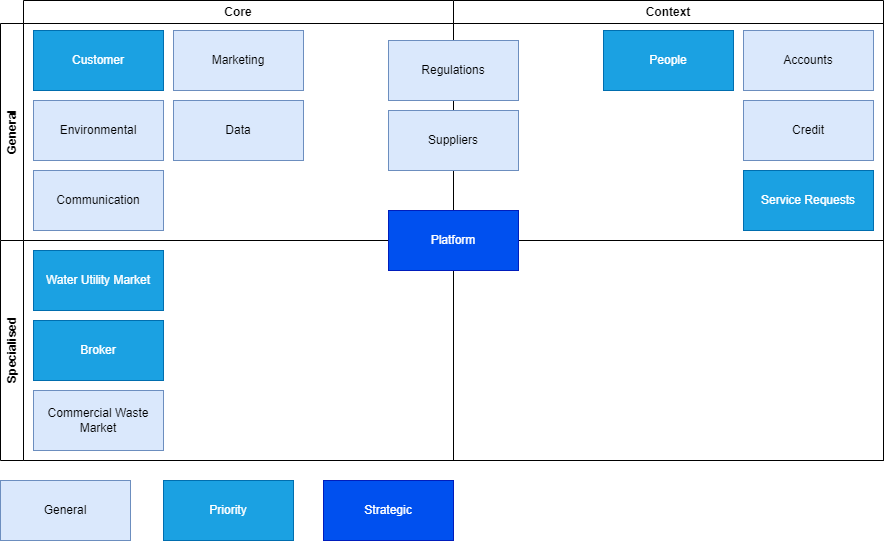 Core
Context
General
Customer
Marketing
Regulations
People
Accounts
Environmental
Data
Suppliers
Credit
Communication
Service Requests
Platform
Specialised
Water Utility Market
Broker
Commercial Waste
Market
General
Priority
Strategic